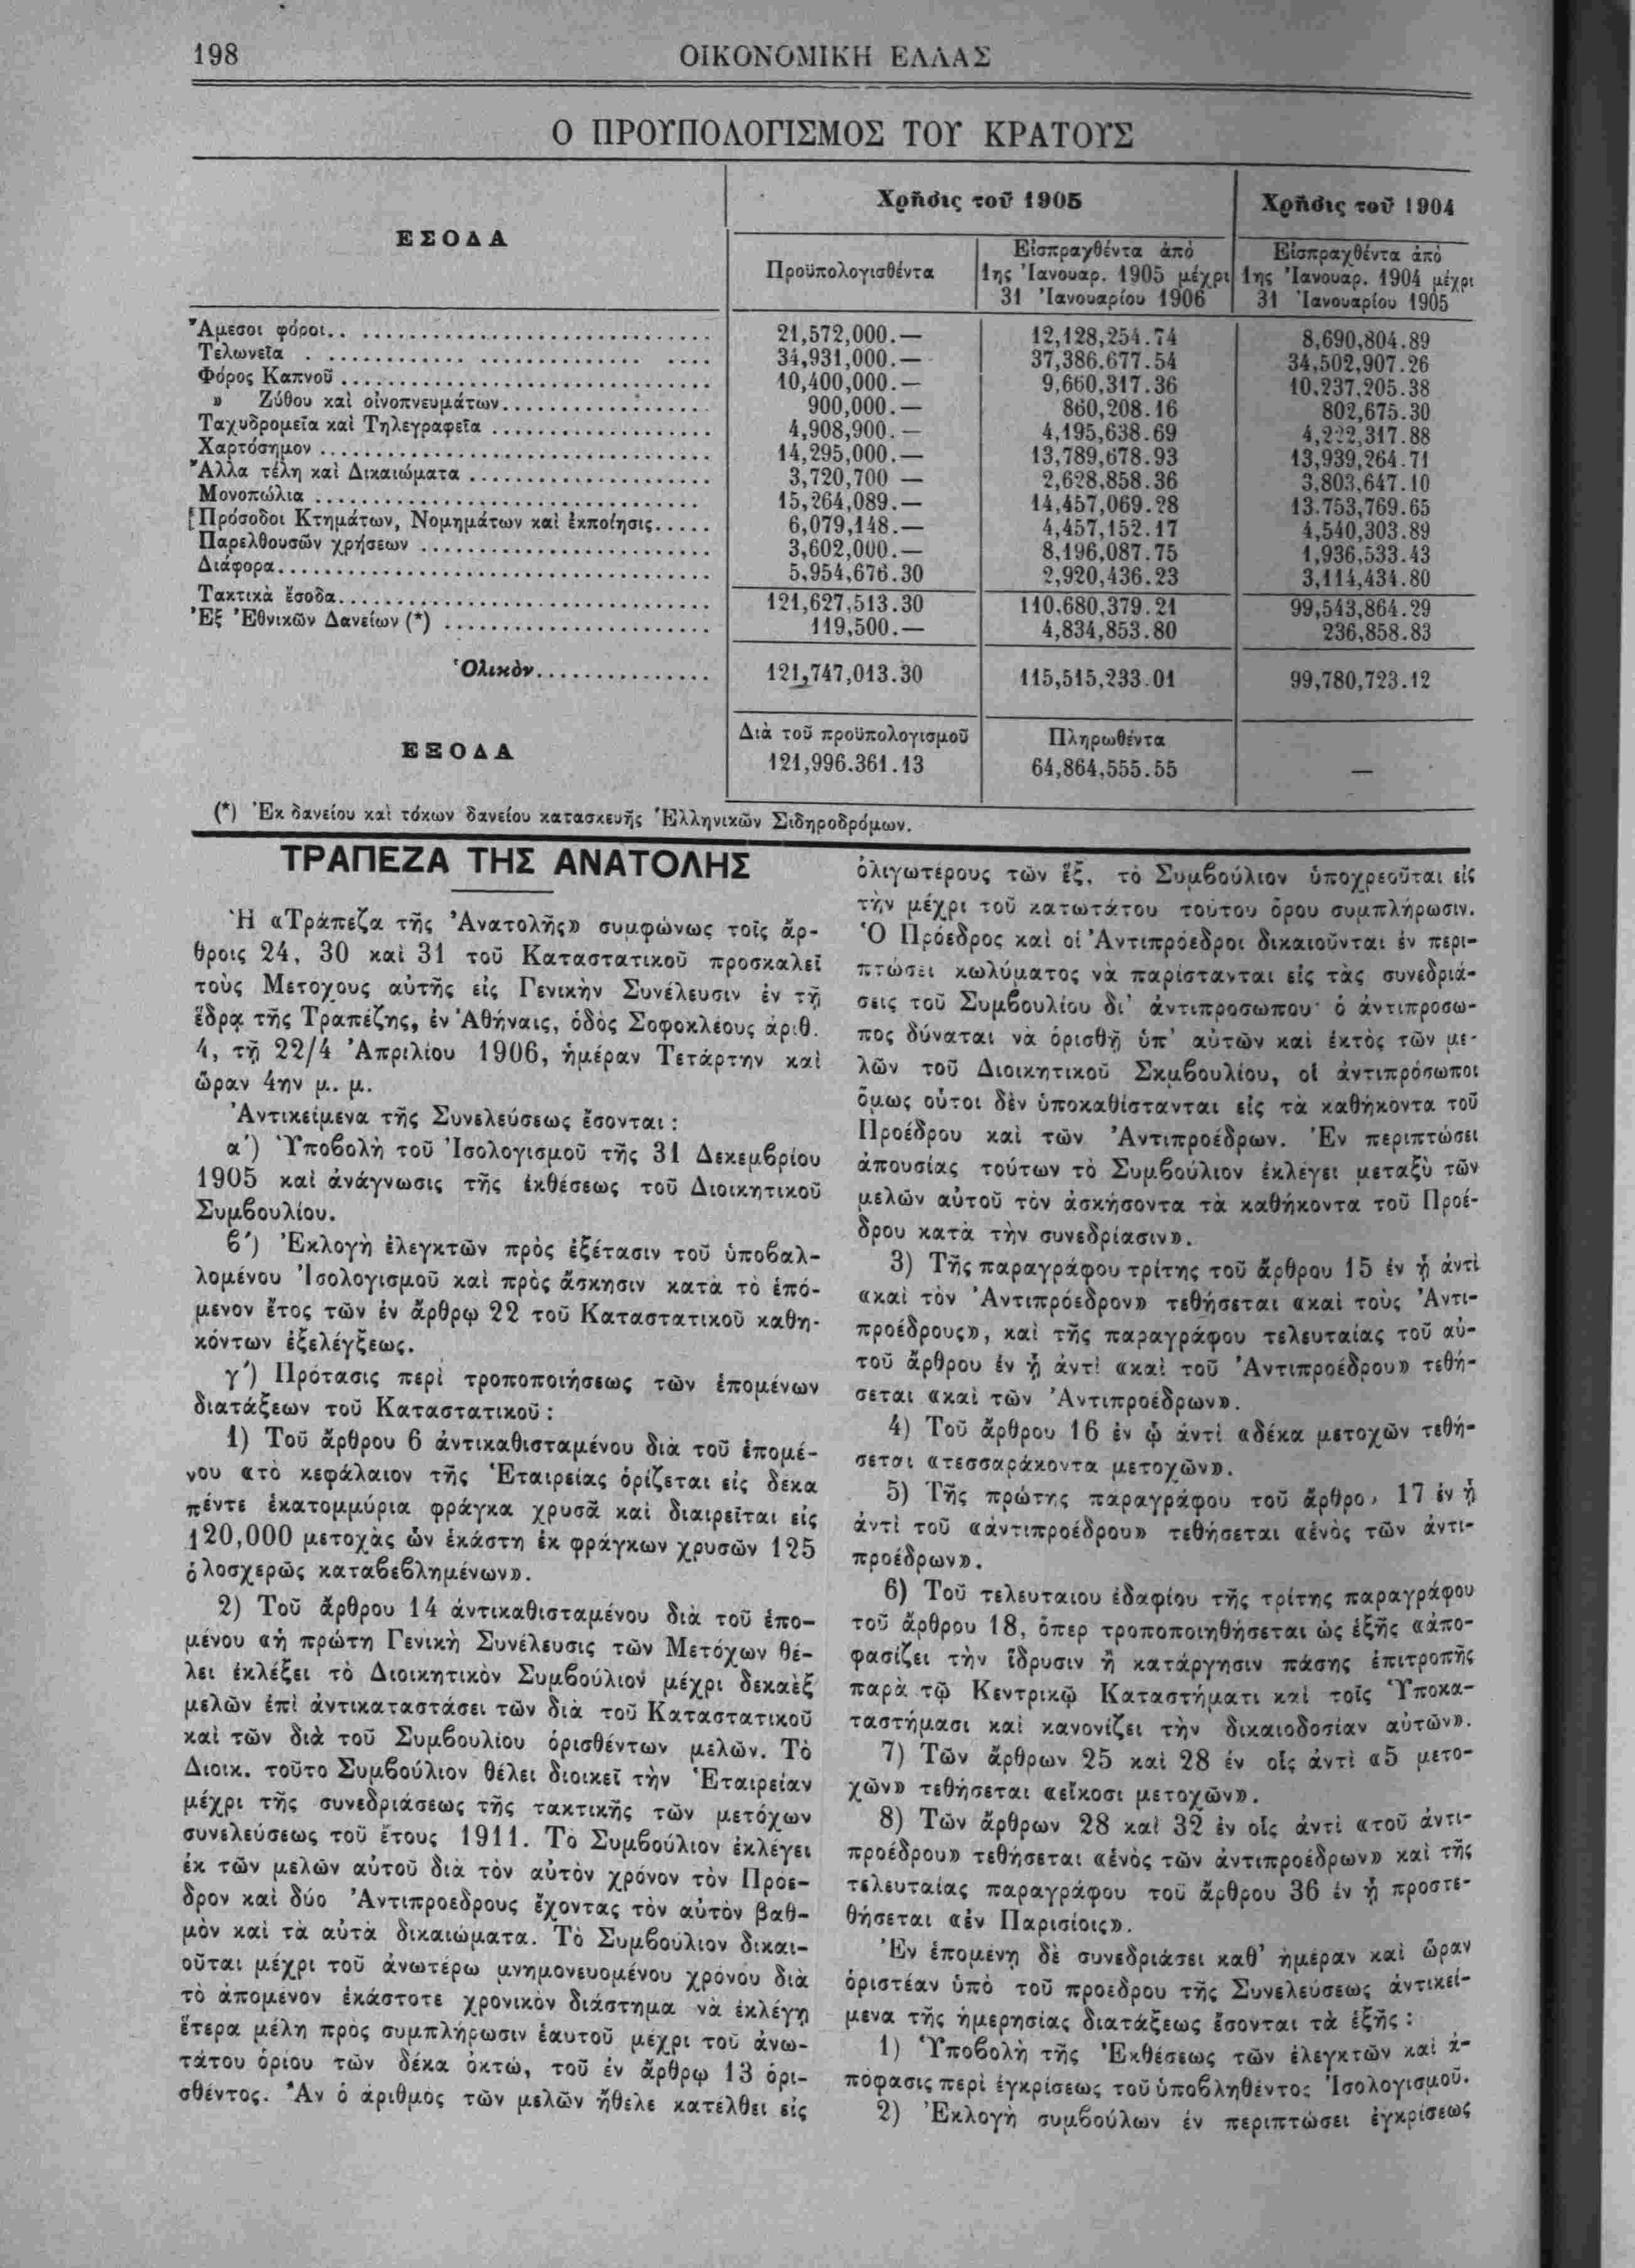 198
ΟΙΚΟΝΟΜΙΚΗ ΕΛΛΑΣ
Ο ΠΡΟΥΠΟΛΟΓΙΣΜΟΣ ΤΟΥ ΚΡΑΤΟΥΣ
ΕΣΟΔΑ
Χρῆσις τοῦ 1905
Χρῆσις τοῦ 1904
Προϋπολογισθέντα
Εἰσπραχθέντα ἀπὸ
1ης Ἰανουαρ. 1905 μέχρι
31 Ἰανουαρίου 1906
Εἰσπραχθέντα ἀπὸ
1ης Ἰανουαρ. 1904 μέχρι
31 Ἰανουαρίου 1905
Ἄμεσοι φόροι 21,572,000.— 12,128,254.74 8,690,804.89
Τελωνεῖα 34,931,000.— 37,386.677.54 34,502,907.26
Φόρος Καπνοῦ 10,400,000.— 9,660,317.36 10.237,205.38
» Ζύθου καὶ οἰνοπνευμάτων 900,000.— 860,208.16 802,675.30
Ταχυδρομεῖα καὶ Τηλεγραφεῖα 4,908,900.— 4,195,638.69 4,222,317.88
Χαρτόσημον 14,295,000.— 13,789,678.93 13,939,264.71
Ἄλλα τέλη καὶ Δικαιώματα 3,720,700 — 2,628,858.36 3,803,647.10
Μονοπώλια 15,264,089.— 14,457,069.28 13.753,769.65
Πρόσοδοι Κτημάτων, Νομημάτων καὶ ἐκποίησις 6,079,148.— 4,457,152.17 4,540,303.89
Παρελθουσῶν χρήσεων 3,602,000.— 8,196,087.75 1,936,533.43
Διάφορα 5,954,676.30 2,920,436.23 3,114,434.80
Τακτικὰ ἔσοδα 121,627,513.30 110,680,379.21 99,543,864.29
Ἐξ Ἐθνικῶν Δανείων (*) 119,500.— 4,834,853.80 236,858.83
Ὁλικὸν 121,747,013.30 115,515,233.01 99,780,723.12
ΕΞΟΔΑ
Διὰ τοῦ προϋπολογισμοῦ
121,996.361.13
Πληρωθέντα
64,864,555.55
—
(*) Ἐκ δανείου καὶ τόκων δανείου κατασκευῆς Ἑλληνικῶν Σιδηροδρόμων.
ΤΡΑΠΕΖΑ ΤΗΣ ΑΝΑΤΟΛΗΣ
Ἡ «Τράπεζα τῆς Ἀνατολῆς» συμφώνως τοῖς ἄρ-
θροις 24, 30 καὶ 31 τοῦ Καταστατικοῦ προσκαλεῖ
τοὺς Μετόχους αὑτῆς εἰς Γενικὴν Συνέλευσιν ἐν τῇ
ἕδρᾳ τῆς Τραπέζης, ἐν Ἀθήναις, ὁδὸς Σοφοκλέους ἀριθ.
4, τῇ 22/4 Ἀπριλίου 1906, ἡμέραν Τετάρτην καὶ
ὥραν 4ην μ. μ.
Ἀντικείμενα τῆς Συνελεύσεως ἔσονται :
α΄) Ὑποβολὴ τοῦ Ἰσολογισμοῦ τῆς 31 Δεκεμβρίου
1905 καὶ ἀνάγνωσις τῆς ἐκθέσεως τοῦ Διοικητικοῦ
Συμβουλίου.
β΄) Ἐκλογὴ ἐλεγκτῶν πρὸς ἐξέτασιν τοῦ ὑποβαλ-
λομένου Ἰσολογισμοῦ καὶ πρὸς ἄσκησιν κατὰ τὸ ἑπό-
μενον ἔτος τῶν ἐν ἄρθρῳ 22 τοῦ Καταστατικοῦ καθη-
κόντων ἐξελέγξεως.
γ΄) Πρότασις περὶ τροποποιήσεως τῶν ἑπομένων
διατάξεων τοῦ Καταστατικοῦ :
1) Τοῦ ἄρθρου 6 ἀντικαθισταμένου διὰ τοῦ ἑπομέ-
νου «τὸ κεφάλαιον τῆς Ἑταιρείας ὁρίζεται εἰς δέκα
πέντε ἑκατομμύρια φράγκα χρυσᾶ καὶ διαιρεῖται εἰς
120,000 μετοχὰς ὧν ἑκάστη ἐκ φράγκων χρυσῶν 125
ὁλοσχερῶς καταβεβλημένων».
2) Τοῦ ἄρθρου 14 ἀντικαθισταμένου διὰ τοῦ ἑπο-
μένου «ἡ πρώτη Γενικὴ Συνέλευσις τῶν Μετόχων θέ-
λει ἐκλέξει τὸ Διοικητικὸν Συμβούλιον μέχρι δεκαὲξ
μελῶν ἐπὶ ἀντικαταστάσει τῶν διὰ τοῦ Καταστατικοῦ
καὶ τῶν διὰ τοῦ Συμβουλίου ὁρισθέντων μελῶν. Τὸ
Διοικ. τοῦτο Συμβούλιον θέλει διοικεῖ τὴν Ἑταιρείαν
μέχρι τῆς συνεδριάσεως τῆς τακτικῆς τῶν μετόχων
συνελεύσεως τοῦ ἔτους 1911. Τὸ Συμβούλιον ἐκλέγει
ἐκ τῶν μελῶν αὐτοῦ διὰ τὸν αὐτὸν χρόνον τὸν Πρόε-
δρον καὶ δύο Ἀντιπροέδρους ἔχοντας τὸν αὐτὸν βαθ-
μὸν καὶ τὰ αὐτὰ δικαιώματα. Τὸ Συμβούλιον δικαι-
οῦται μέχρι τοῦ ἀνωτέρω μνημονευομένου χρόνου διὰ
τὸ ἀπομένον ἑκάστοτε χρονικὸν διάστημα νὰ ἐκλέγῃ
ἕτερα μέλη πρὸς συμπλήρωσιν ἑαυτοῦ μέχρι τοῦ ἀνω-
τάτου ὁρίου τῶν δέκα ὀκτώ, τοῦ ἐν ἄρθρῳ 13 ὁρι-
σθέντος. Ἂν ὁ ἀριθμὸς τῶν μελῶν ἤθελε κατέλθει εἰς
ὀλιγωτέρους τῶν ἕξ, τὸ Συμβούλιον ὑποχρεοῦται εἰς
τὴν μέχρι τοῦ κατωτάτου τούτου ὅρου συμπλήρωσιν.
Ὁ Πρόεδρος καὶ οἱ Ἀντιπρόεδροι δικαιοῦνται ἐν περι-
πτώσει κωλύματος νὰ παρίστανται εἰς τὰς συνεδριά-
σεις τοῦ Συμβουλίου δι' ἀντιπροσώπου· ὁ ἀντιπρόσω-
πος δύναται νὰ ὁρισθῇ ὑπ' αὐτῶν καὶ ἐκτὸς τῶν με-
λῶν τοῦ Διοικητικοῦ Σκμβουλίου, οἱ ἀντιπρόσωποι
ὅμως οὗτοι δὲν ὑποκαθίστανται εἰς τὰ καθήκοντα τοῦ
Προέδρου καὶ τῶν Ἀντιπροέδρων. Ἐν περιπτώσει
ἀπουσίας τούτων τὸ Συμβούλιον ἐκλέγει μεταξὺ τῶν
μελῶν αὐτοῦ τὸν ἀσκήσοντα τὰ καθήκοντα τοῦ Προέ-
δρου κατὰ τὴν συνεδρίασιν».
3) Τῆς παραγράφου τρίτης τοῦ ἄρθρου 15 ἐν ᾗ ἀντὶ
«καὶ τὸν Ἀντιπρόεδρον» τεθήσεται «καὶ τοὺς Ἀντι-
προέδρους», καὶ τῆς παραγράφου τελευταίας τοῦ αὐ-
τοῦ ἄρθρου ἐν ᾗ ἀντὶ «καὶ τοῦ Ἀντιπροέδρου» τεθή-
σεται «καὶ τῶν Ἀντιπροέδρων».
4) Τοῦ ἄρθρου 16 ἐν ᾧ ἀντὶ «δέκα μετοχῶν τεθή-
σεται «τεσσαράκοντα μετοχῶν».
5) Τῆς πρώτης παραγράφου τοῦ ἄρθρου 17 ἐν ᾗ
ἀντὶ τοῦ «ἀντιπροέδρου» τεθήσεται «ἑνὸς τῶν ἀντι-
προέδρων».
6) Τοῦ τελευταίου ἐδαφίου τῆς τρίτης παραγράφου
τοῦ ἄρθρου 18, ὅπερ τροποποιηθήσεται ὡς ἑξῆς «ἀπο-
φασίζει τὴν ἵδρυσιν ἢ κατάργησιν πάσης ἐπιτροπῆς
παρὰ τῷ Κεντρικῷ Καταστήματι καὶ τοῖς Ὑποκα-
ταστήμασι καὶ κανονίζει τὴν δικαιοδοσίαν αὐτῶν».
7) Τῶν ἄρθρων 25 καὶ 28 ἐν οἷς ἀντὶ «5 μετο-
χῶν» τεθήσεται «εἴκοσι μετοχῶν».
8) Τῶν ἄρθρων 28 καὶ 32 ἐν οἷς ἀντὶ «τοῦ ἀντι-
προέδρου» τεθήσεται «ἑνὸς τῶν ἀντιπροέδρων» καὶ τῆς
τελευταίας παραγράφου τοῦ ἄρθρου 36 ἐν ᾗ προστε-
θήσεται «ἐν Παρισίοις».
Ἐν ἑπομένῃ δὲ συνεδριάσει καθ' ἡμέραν καὶ ὥραν
ὁριστέαν ὑπὸ τοῦ προέδρου τῆς Συνελεύσεως ἀντικεί-
μενα τῆς ἡμερησίας διατάξεως ἔσονται τὰ ἑξῆς :
1) Ὑποβολὴ τῆς Ἐκθέσεως τῶν ἐλεγκτῶν καὶ ἀ-
πόφασις περὶ ἐγκρίσεως τοῦ ὑποβληθέντος Ἰσολογισμοῦ.
2) Ἐκλογὴ συμβούλων ἐν περιπτώσει ἐγκρίσεως